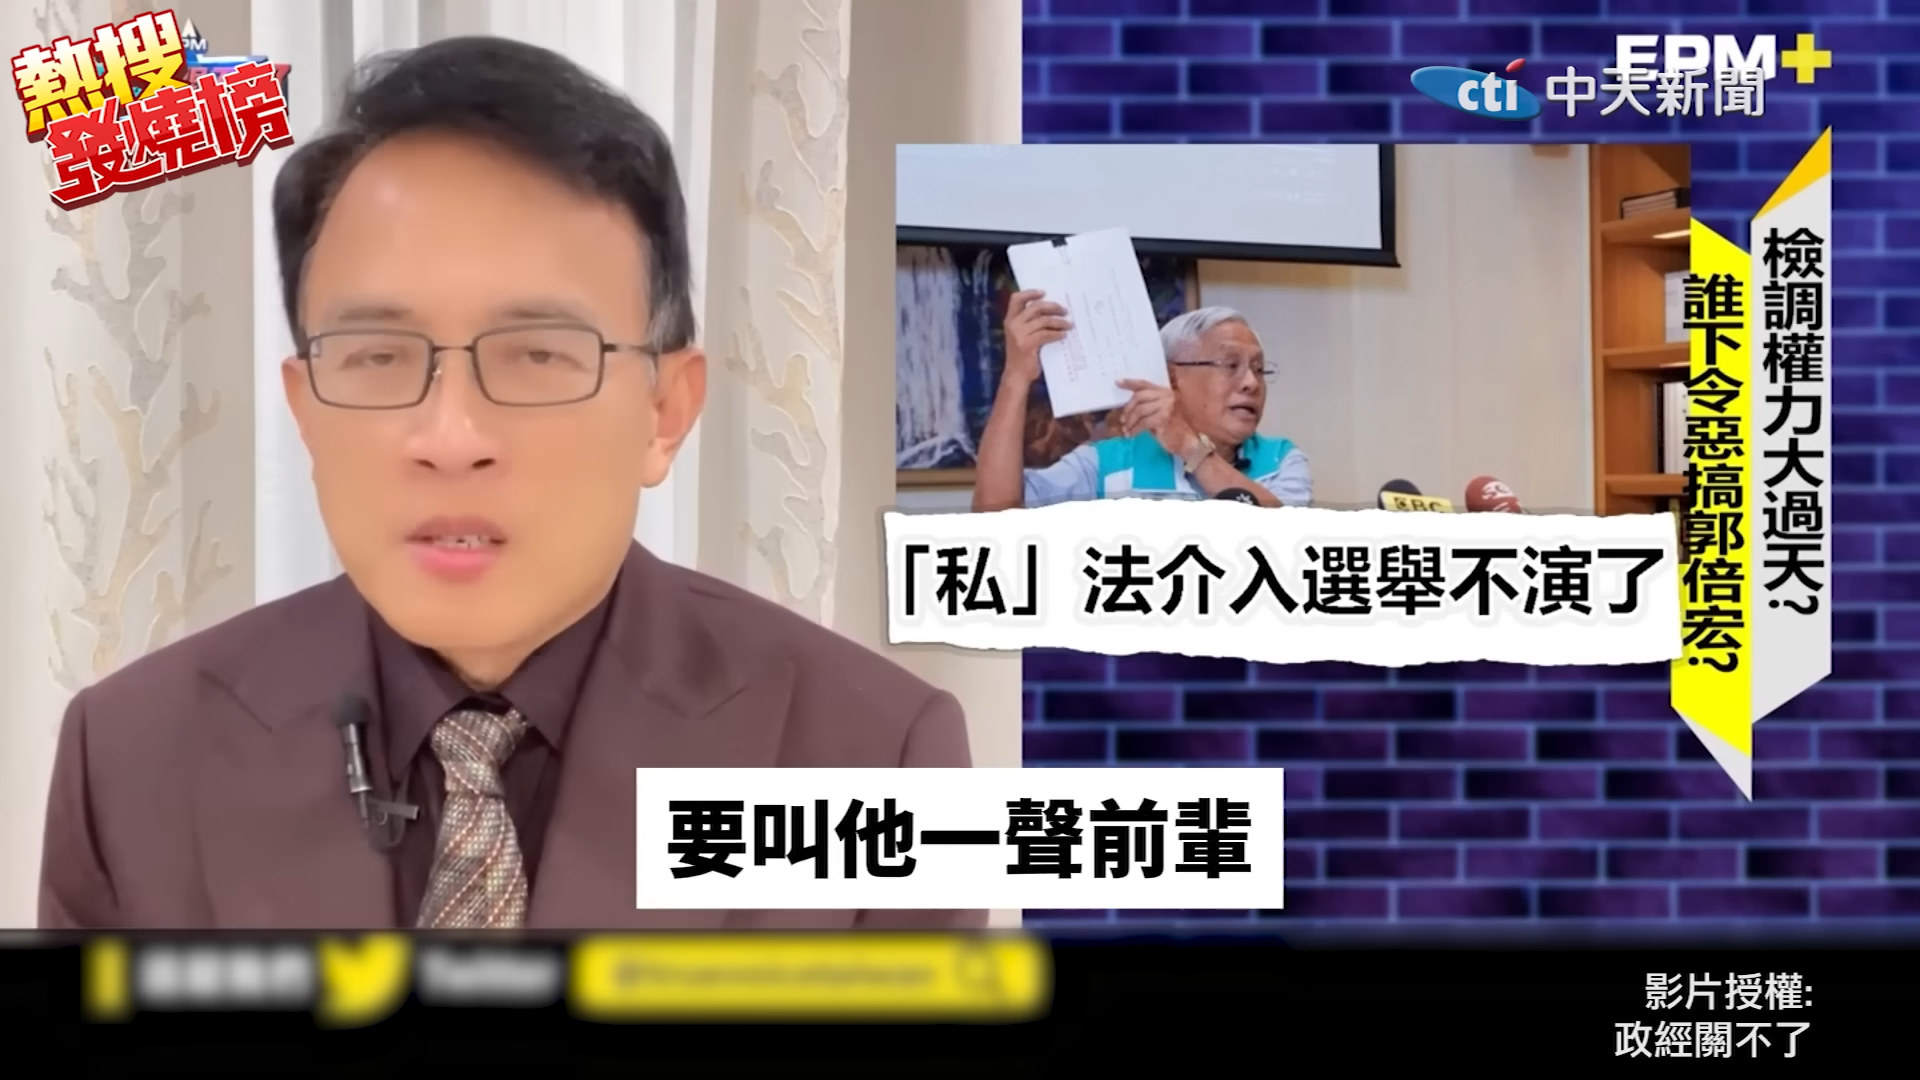 熱搜
發燒榜
EPM+
cti 中天新聞
檢調權力大過天?
誰下令惡搞郭倍宏?
EBC
「私」法介入選舉不演了
要叫他一聲前輩
影片授權:
政經關不了